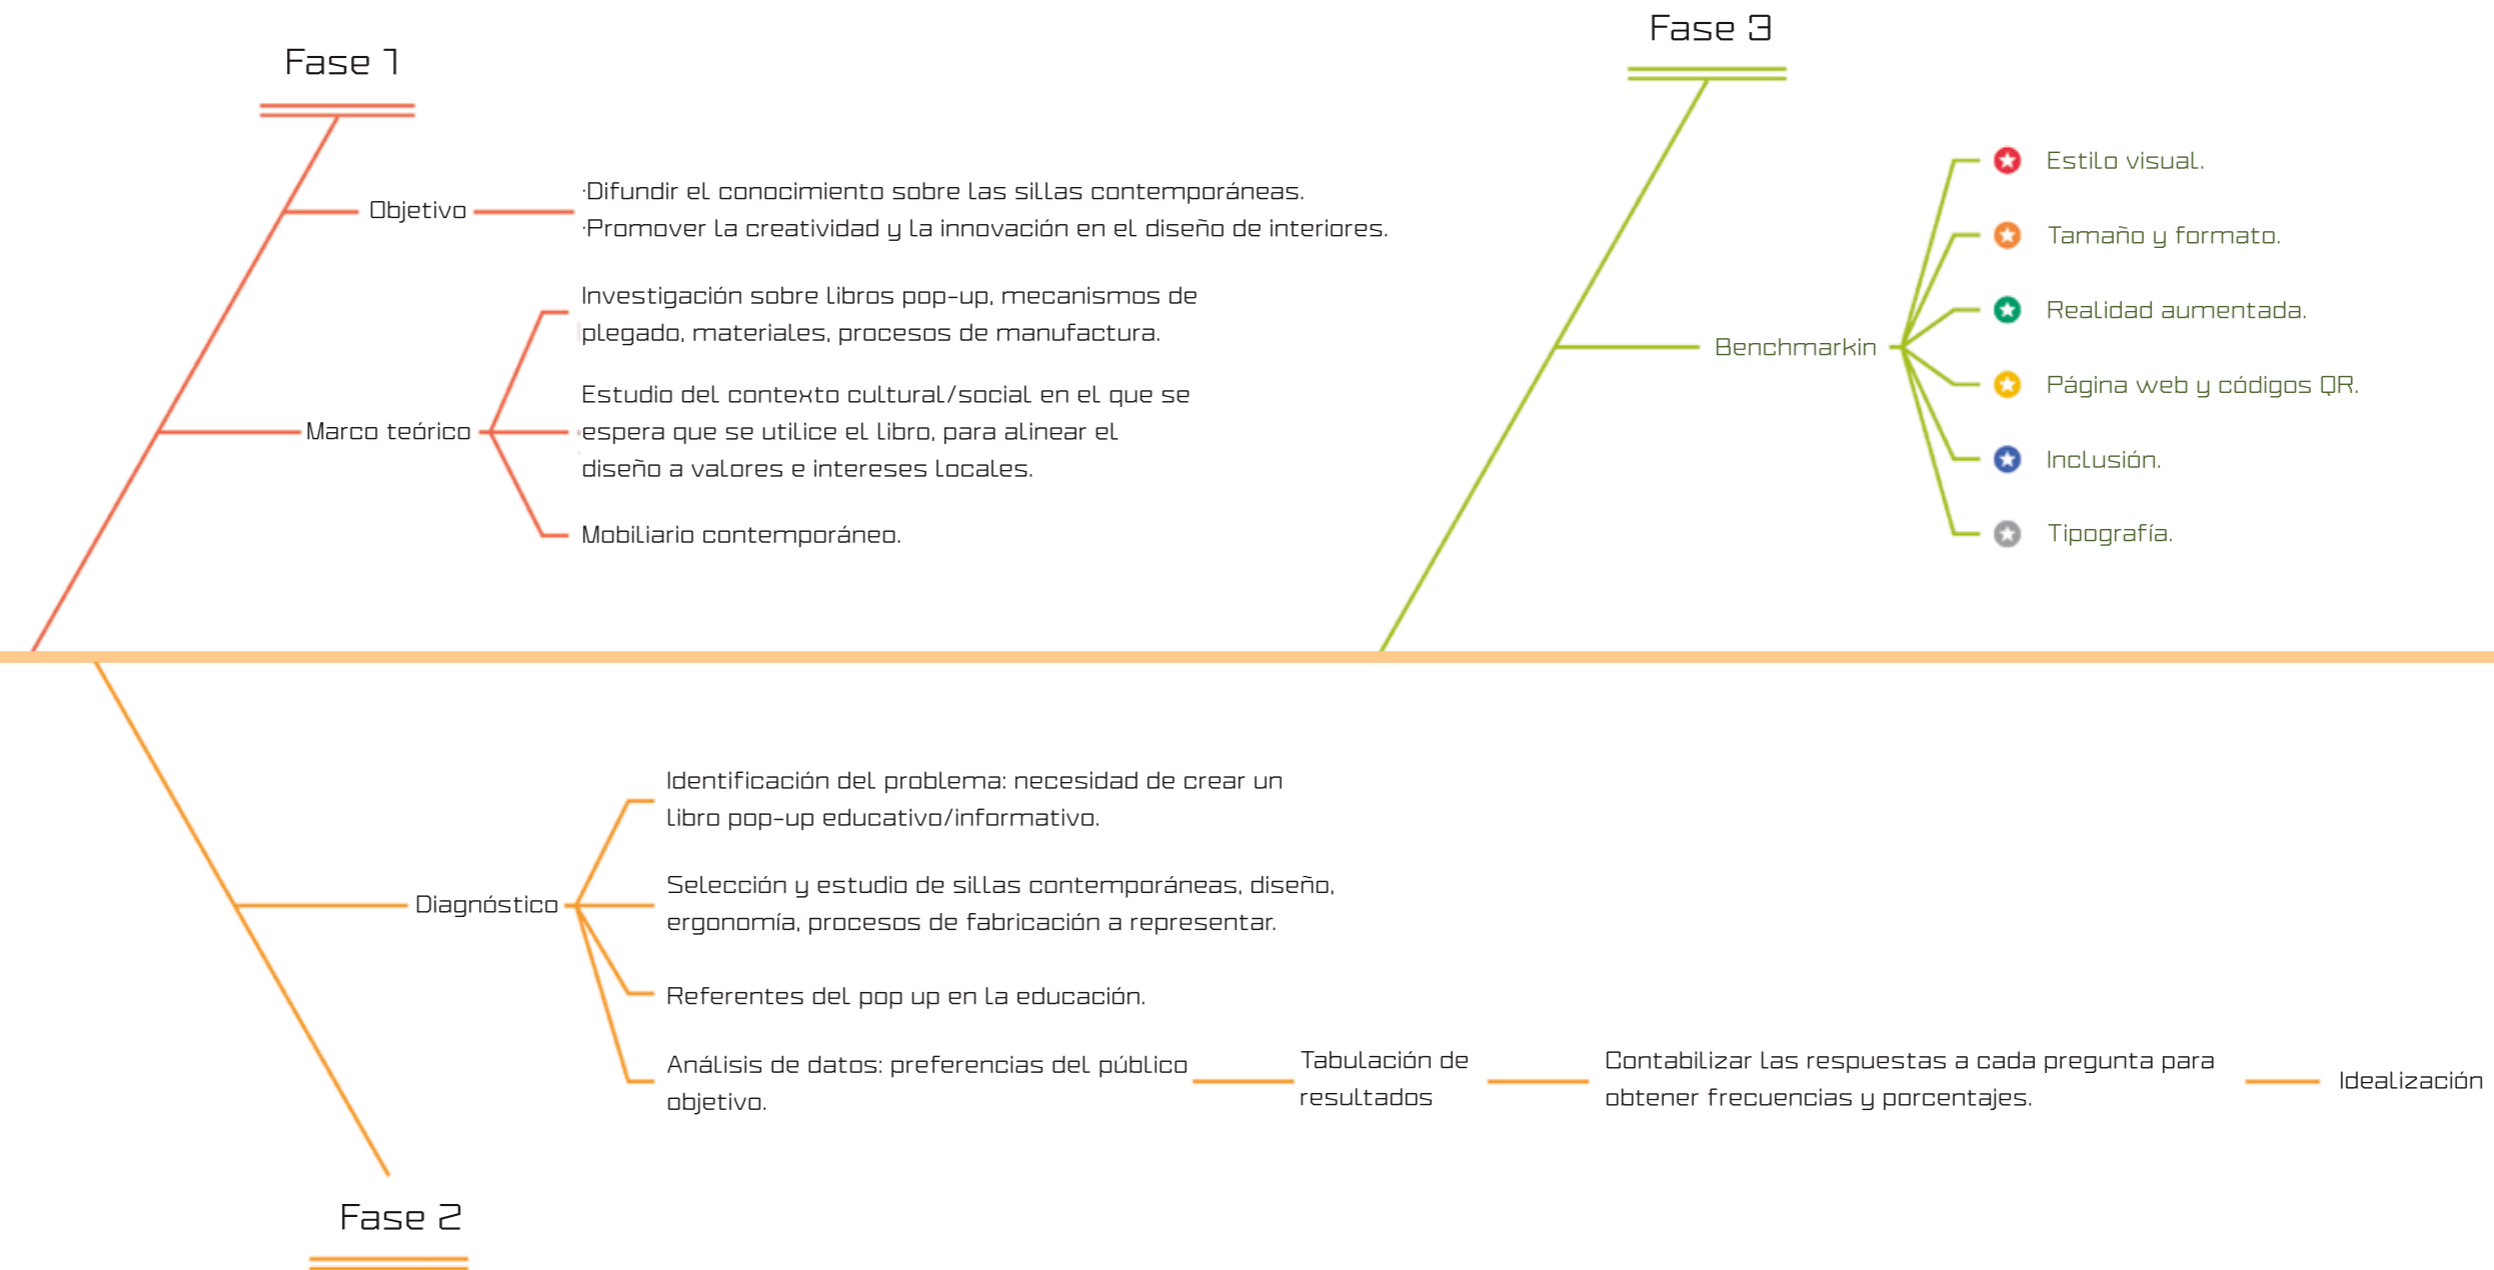 Fase 1
Objetivo
·Difundir el conocimiento sobre las sillas contemporáneas.
·Promover la creatividad y la innovación en el diseño de interiores.
Marco teórico
Investigación sobre libros pop-up, mecanismos de
plegado, materiales, procesos de manufactura.
Estudio del contexto cultural/social en el que se
espera que se utilice el libro, para alinear el
diseño a valores e intereses locales.
Mobiliario contemporáneo.
Fase 3
Benchmarkin
Estilo visual.
Tamaño y formato.
Realidad aumentada.
Página web y códigos QR.
Inclusión.
Tipografía.
Diagnóstico
Identificación del problema: necesidad de crear un
libro pop-up educativo/informativo.
Selección y estudio de sillas contemporáneas, diseño,
ergonomía, procesos de fabricación a representar.
Referentes del pop up en la educación.
Análisis de datos: preferencias del público
objetivo.
Tabulación de
resultados
Contabilizar las respuestas a cada pregunta para
obtener frecuencias y porcentajes.
Idealización
Fase 2